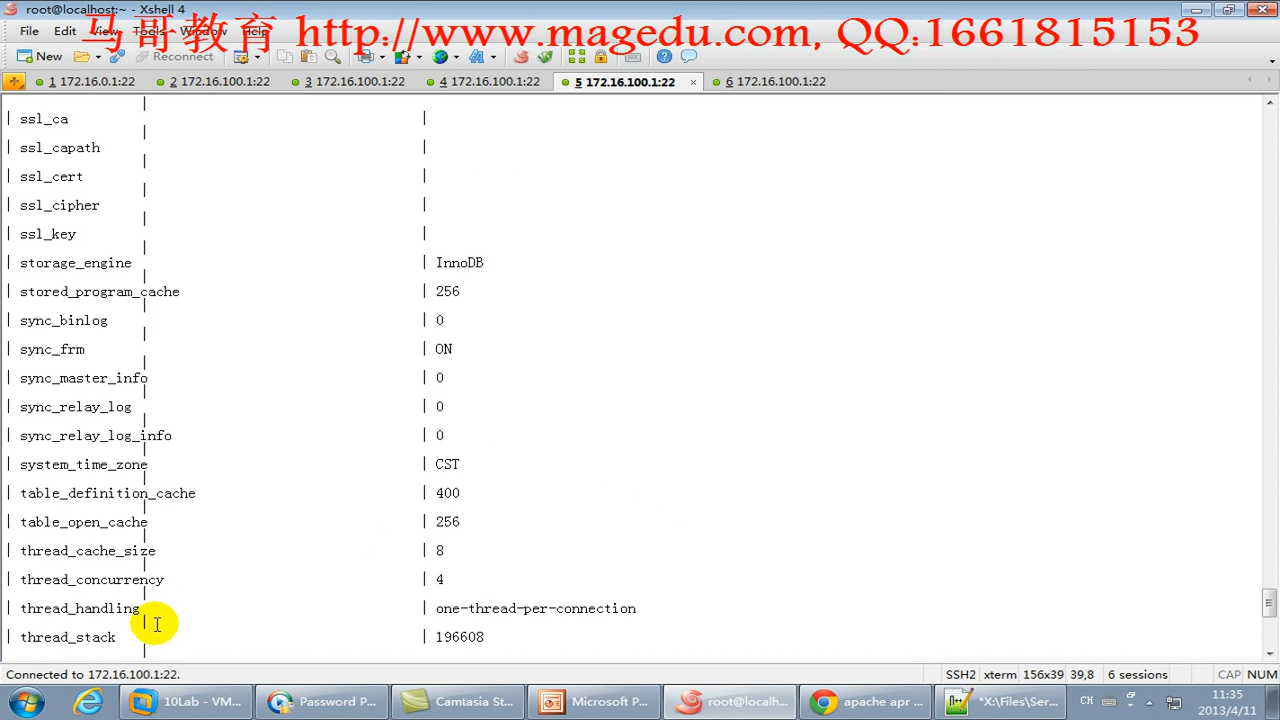 root@localhost:~ - Xshell 4
马哥教育 http://www.magedu.com, QQ:1661815153
File Edit View Tools Window Help
New Reconnect
1 172.16.0.1:22 2 172.16.100.1:22 3 172.16.100.1:22 4 172.16.100.1:22 5 172.16.100.1:22 × 6 172.16.100.1:22
| ssl_ca |
| ssl_capath |
| ssl_cert |
| ssl_cipher |
| ssl_key |
| storage_engine | InnoDB
| stored_program_cache | 256
| sync_binlog | 0
| sync_frm | ON
| sync_master_info | 0
| sync_relay_log | 0
| sync_relay_log_info | 0
| system_time_zone | CST
| table_definition_cache | 400
| table_open_cache | 256
| thread_cache_size | 8
| thread_concurrency | 4
| thread_handling | one-thread-per-connection
| thread_stack | 196608
Connected to 172.16.100.1:22. SSH2 xterm 156x39 39,8 6 sessions CAP NUM
10Lab - VM... Password P... Camtasia St... Microsoft P... root@localh... apache apr ... *X:\Files\Ser... CH 11:35
2013/4/11